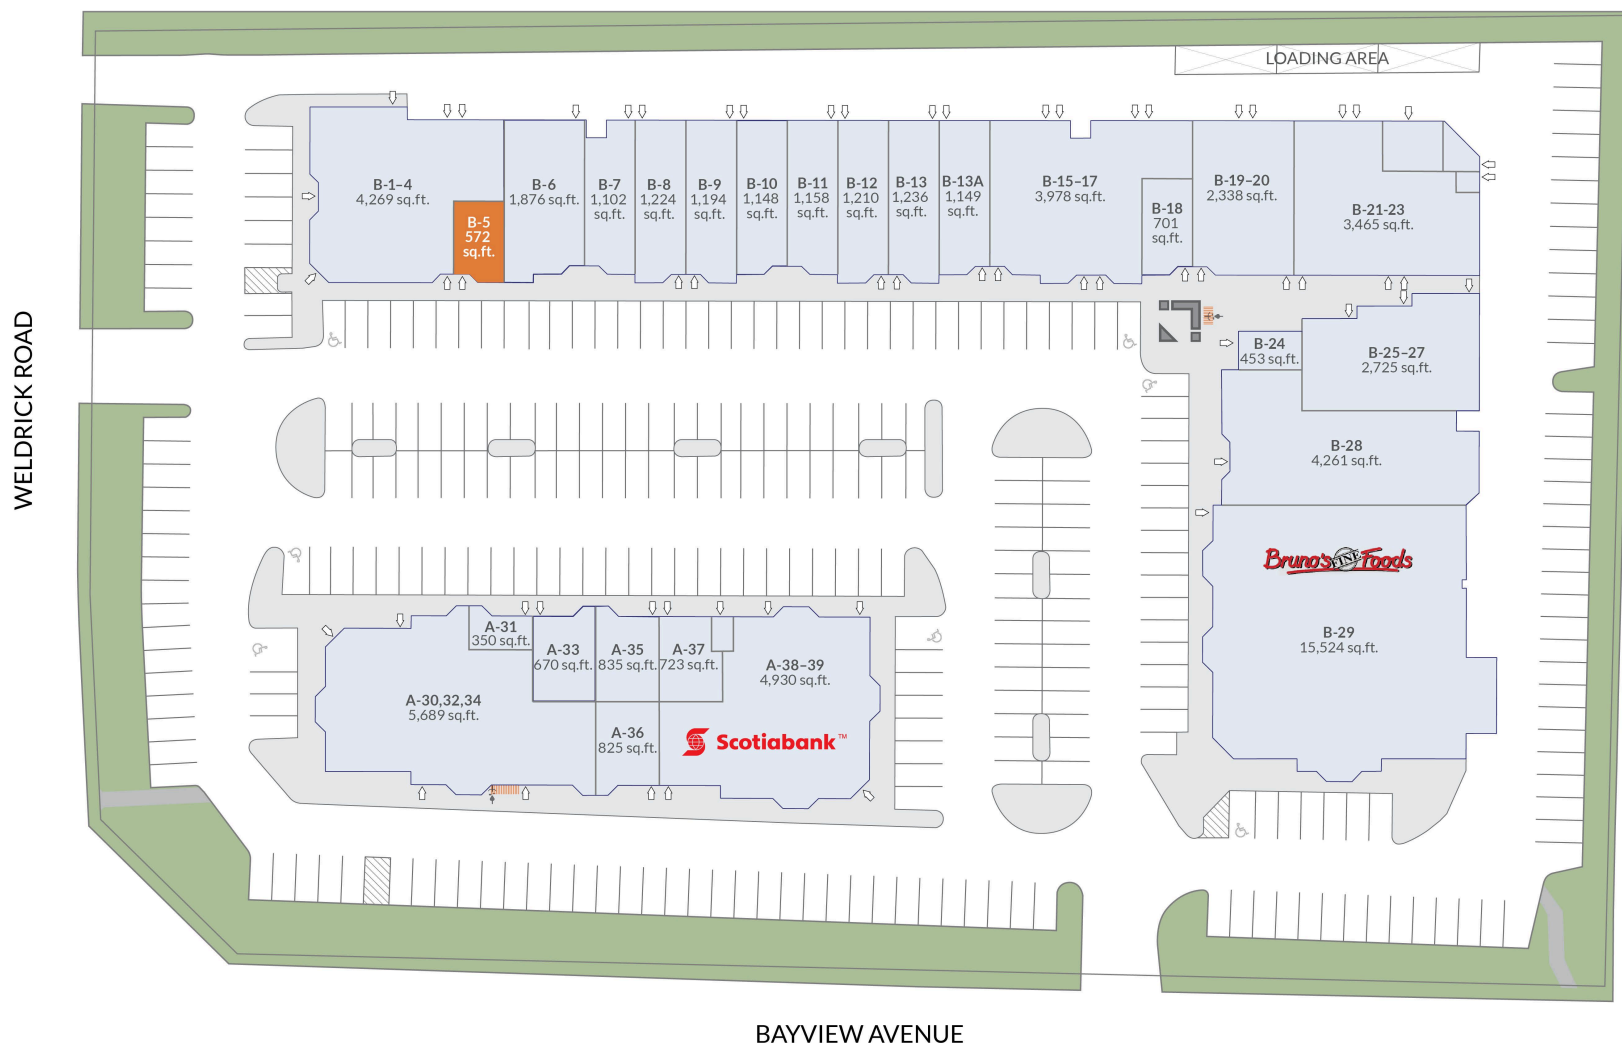 LOADING AREA
B-1–4
4,269 sq.ft.
B-5
572
sq.ft.
B-6
1,876 sq.ft.
B-7
1,102
sq.ft.
B-8
1,224
sq.ft.
B-9
1,194
sq.ft.
B-10
1,148
sq.ft.
B-11
1,158
sq.ft.
B-12
1,210
sq.ft.
B-13
1,236
sq.ft.
B-13A
1,149
sq.ft.
B-15–17
3,978 sq.ft.
B-18
701
sq.ft.
B-19–20
2,338 sq.ft.
B-21-23
3,465 sq.ft.
B-24
453 sq.ft.
B-25–27
2,725 sq.ft.
B-28
4,261 sq.ft.
Bruno's FINE Foods
B-29
15,524 sq.ft.
WELDRICK ROAD
A-31
350 sq.ft.
A-33
670 sq.ft.
A-35
835 sq.ft.
A-37
723 sq.ft.
A-38–39
4,930 sq.ft.
A-30,32,34
5,689 sq.ft.
A-36
825 sq.ft.
Scotiabank™
BAYVIEW AVENUE